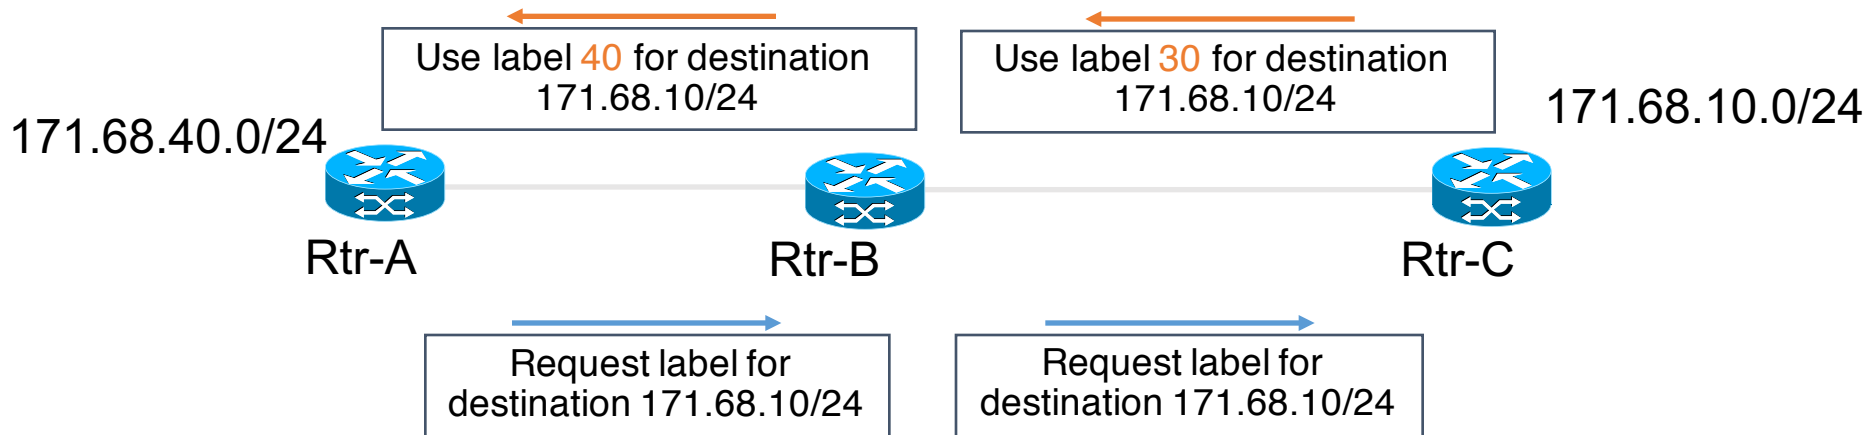 Use label 40 for destination
171.68.10/24
Use label 30 for destination
171.68.10/24
171.68.40.0/24
171.68.10.0/24
Rtr-A
Rtr-B
Rtr-C
Request label for
destination 171.68.10/24
Request label for
destination 171.68.10/24